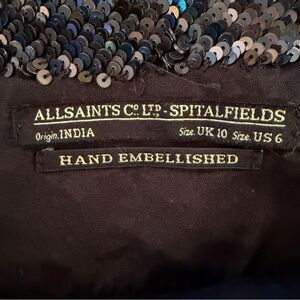 ALLSAINTS CO LTD - SPITALFIELDS
Origin. INDIA Size. UK 10 Size. US 6
HAND EMBELLISHED